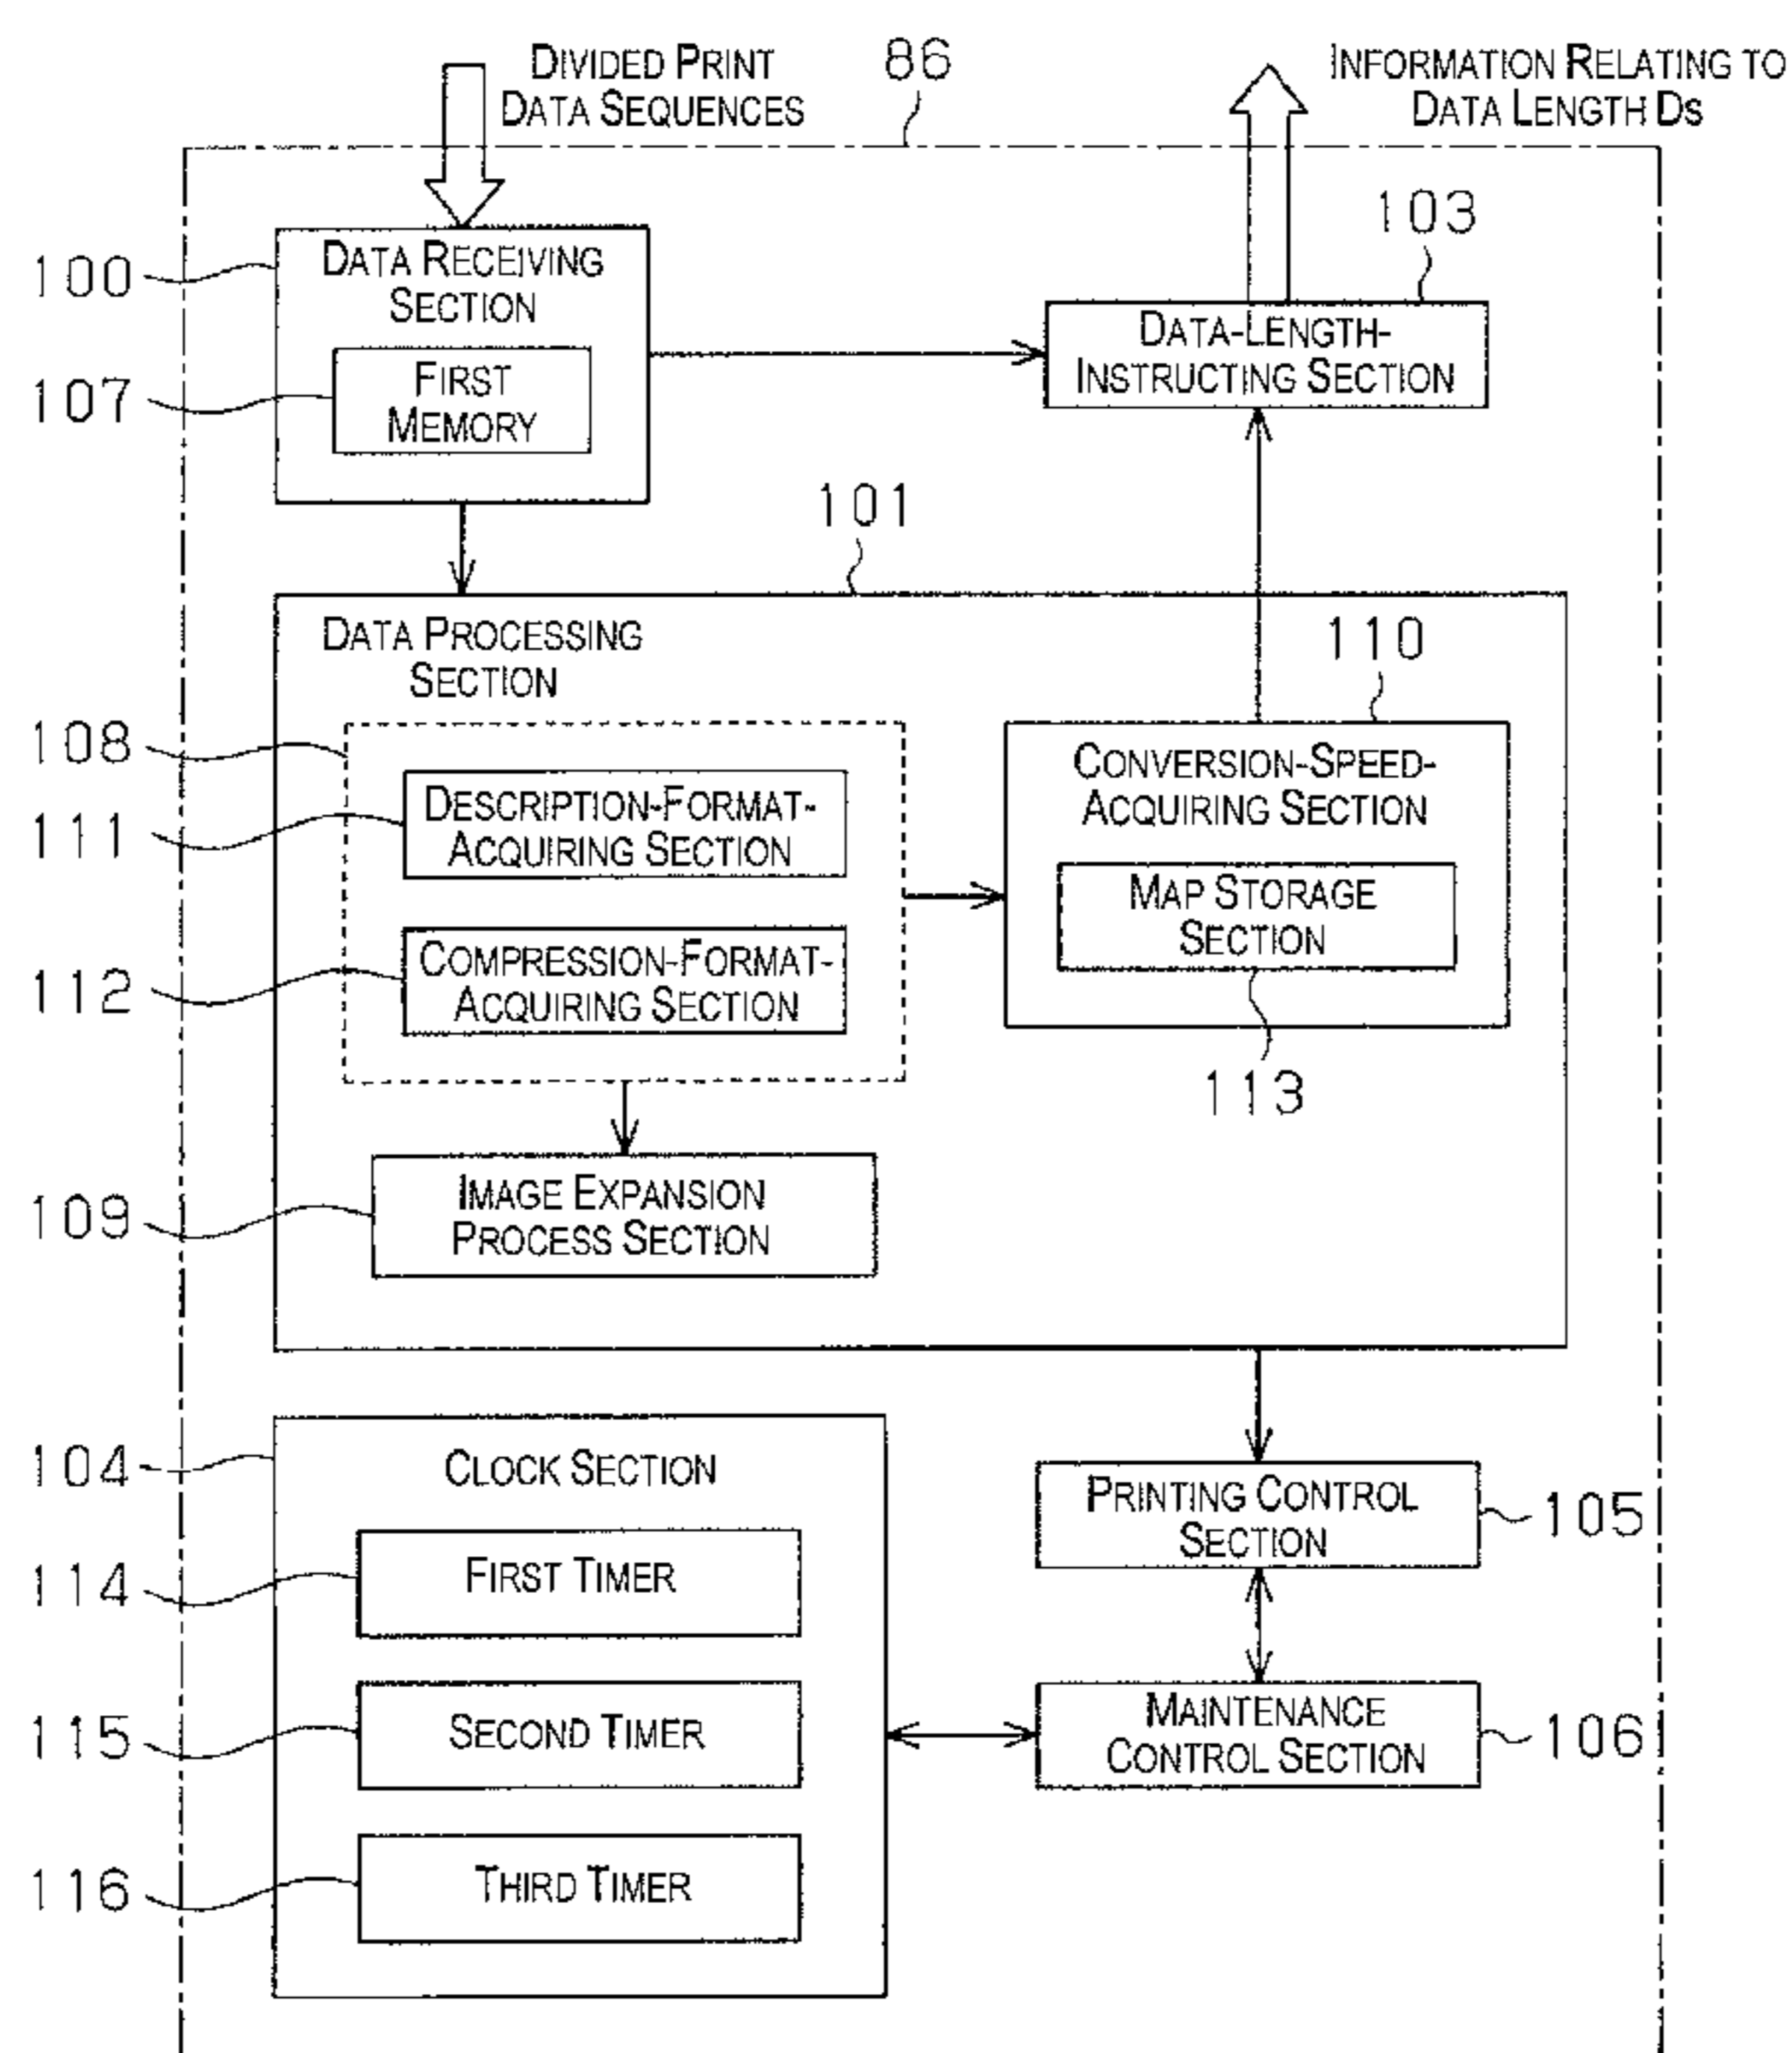 DIVIDED PRINT
DATA SEQUENCES
86
INFORMATION RELATING TO
DATA LENGTH Ds
103
100
DATA RECEIVING
SECTION
DATA-LENGTH-
INSTRUCTING SECTION
107
FIRST
MEMORY
101
DATA PROCESSING
SECTION
110
108
CONVERSION-SPEED-
ACQUIRING SECTION
111
DESCRIPTION-FORMAT-
ACQUIRING SECTION
MAP STORAGE
SECTION
112
COMPRESSION-FORMAT-
ACQUIRING SECTION
113
109
IMAGE EXPANSION
PROCESS SECTION
104
CLOCK SECTION
PRINTING CONTROL
SECTION
105
114
FIRST TIMER
115
SECOND TIMER
MAINTENANCE
CONTROL SECTION
106
116
THIRD TIMER